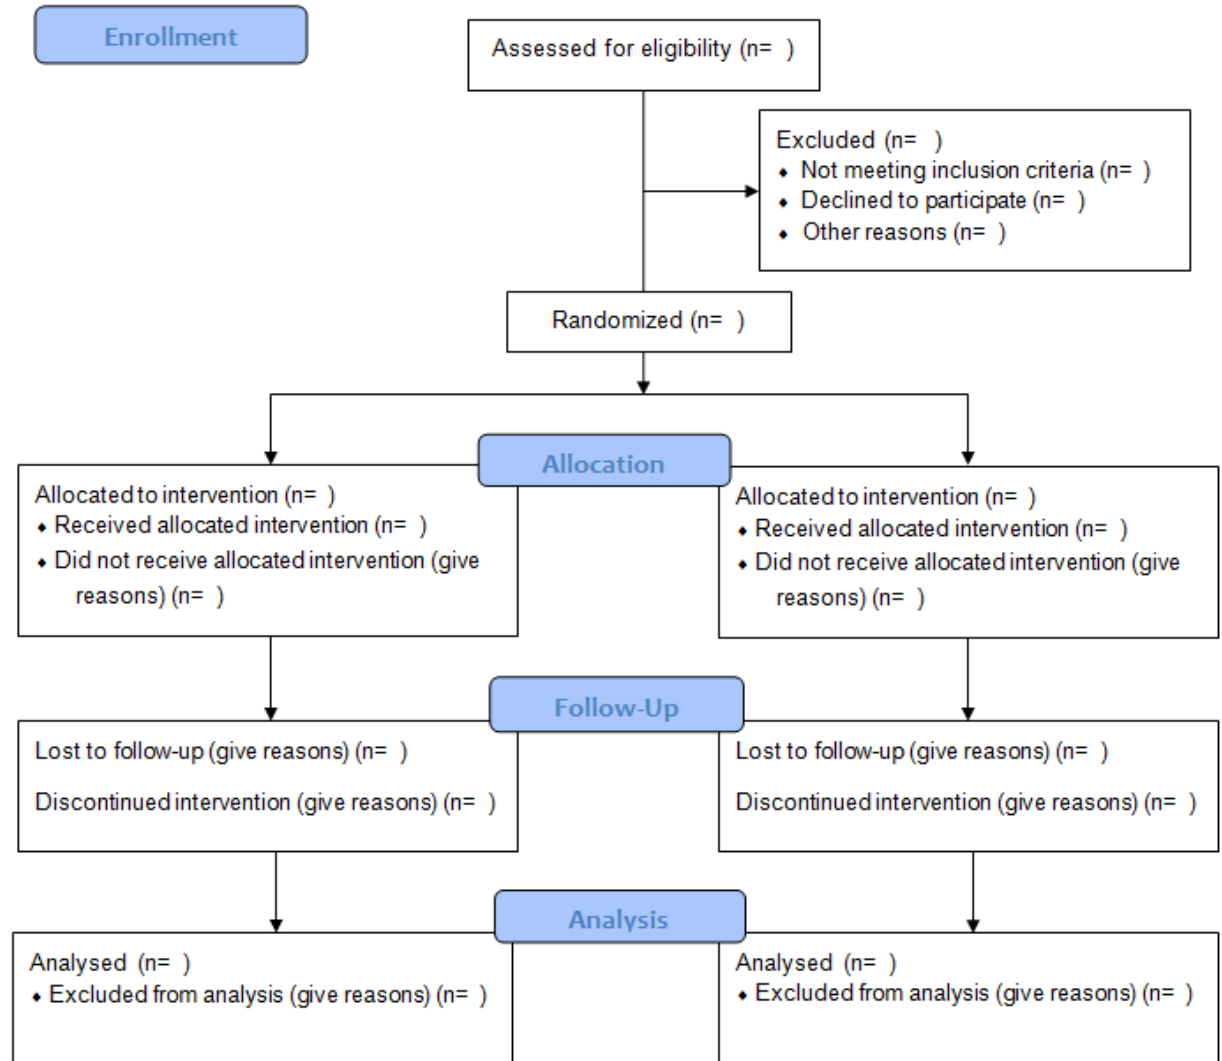 Enrollment
Assessed for eligibility (n=  )
Excluded (n=  )
⬥ Not meeting inclusion criteria (n=  )
⬥ Declined to participate (n=  )
⬥ Other reasons (n=  )
Randomized (n=  )
Allocation
Allocated to intervention (n=  )
⬥ Received allocated intervention (n=  )
⬥ Did not receive allocated intervention (give
reasons) (n=  )
Allocated to intervention (n=  )
⬥ Received allocated intervention (n=  )
⬥ Did not receive allocated intervention (give
reasons) (n=  )
Follow-Up
Lost to follow-up (give reasons) (n=  )
Discontinued intervention (give reasons) (n=  )
Lost to follow-up (give reasons) (n=  )
Discontinued intervention (give reasons) (n=  )
Analysis
Analysed (n=  )
⬥ Excluded from analysis (give reasons) (n=  )
Analysed (n=  )
⬥ Excluded from analysis (give reasons) (n=  )